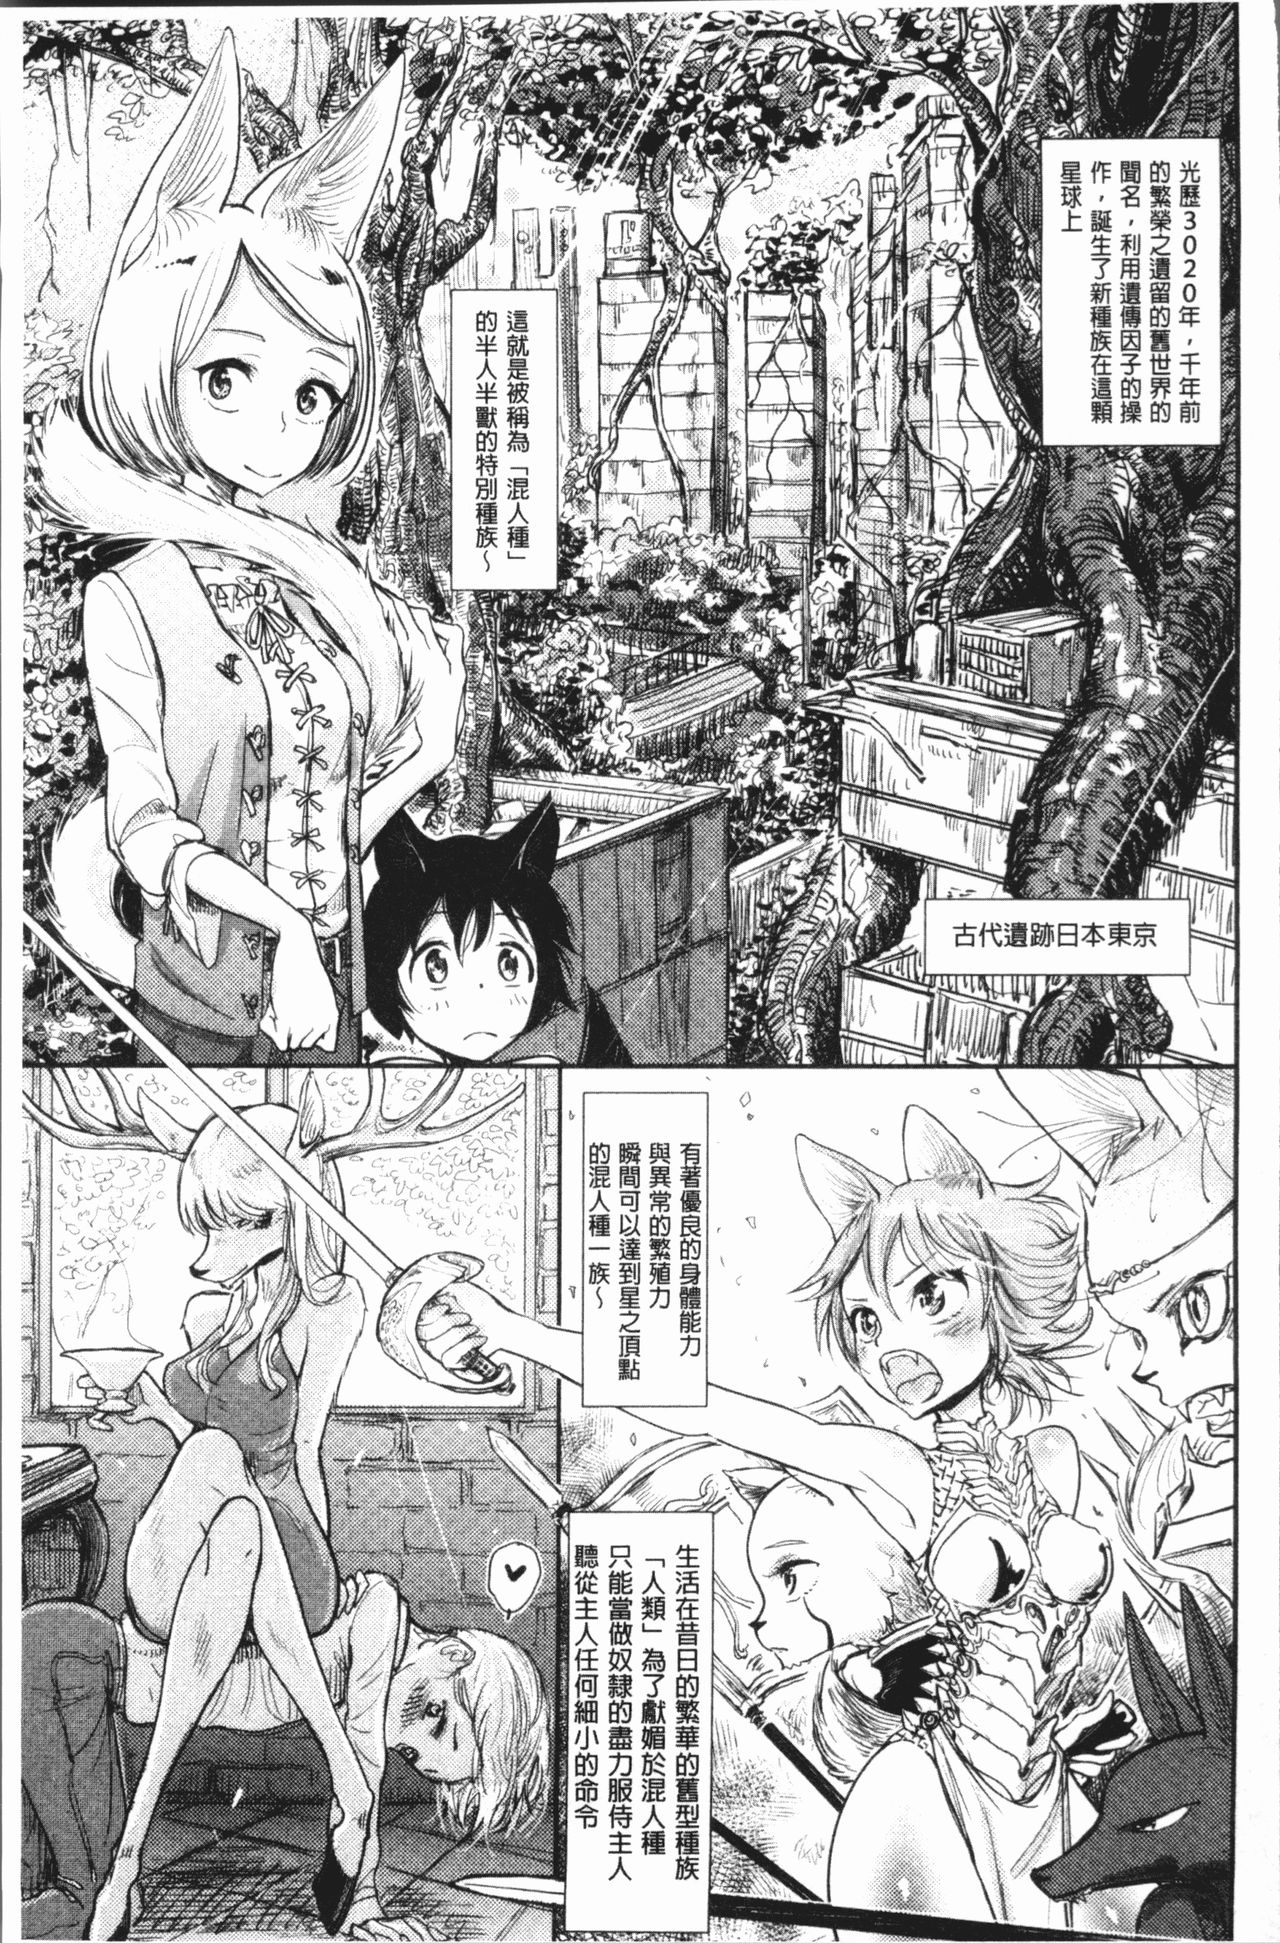 光歷3020年，千年前
的繁榮之遺留的舊世界的
聞名，利用遺傳因子的操
作，誕生了新種族在這顆
星球上
這就是被稱為「混人種」
的半人半獸的特別種族～
古代遺跡日本東京
有著優良的身體能力
與異常的繁殖力
瞬間可以達到星之頂點
的混人種一族～
生活在昔日的繁華的舊型種族
「人類」為了獻媚於混人種
只能當做奴隸的盡力服侍主人
聽從主人任何細小的命令